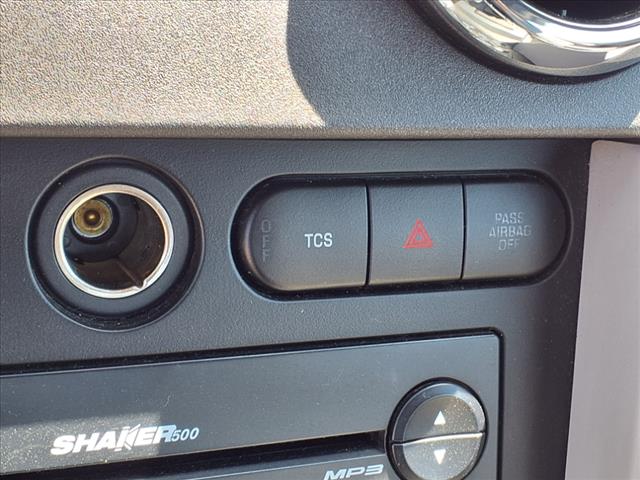 OFF
TCS
PASS
AIRBAG
OFF
SHAKER500
MP3